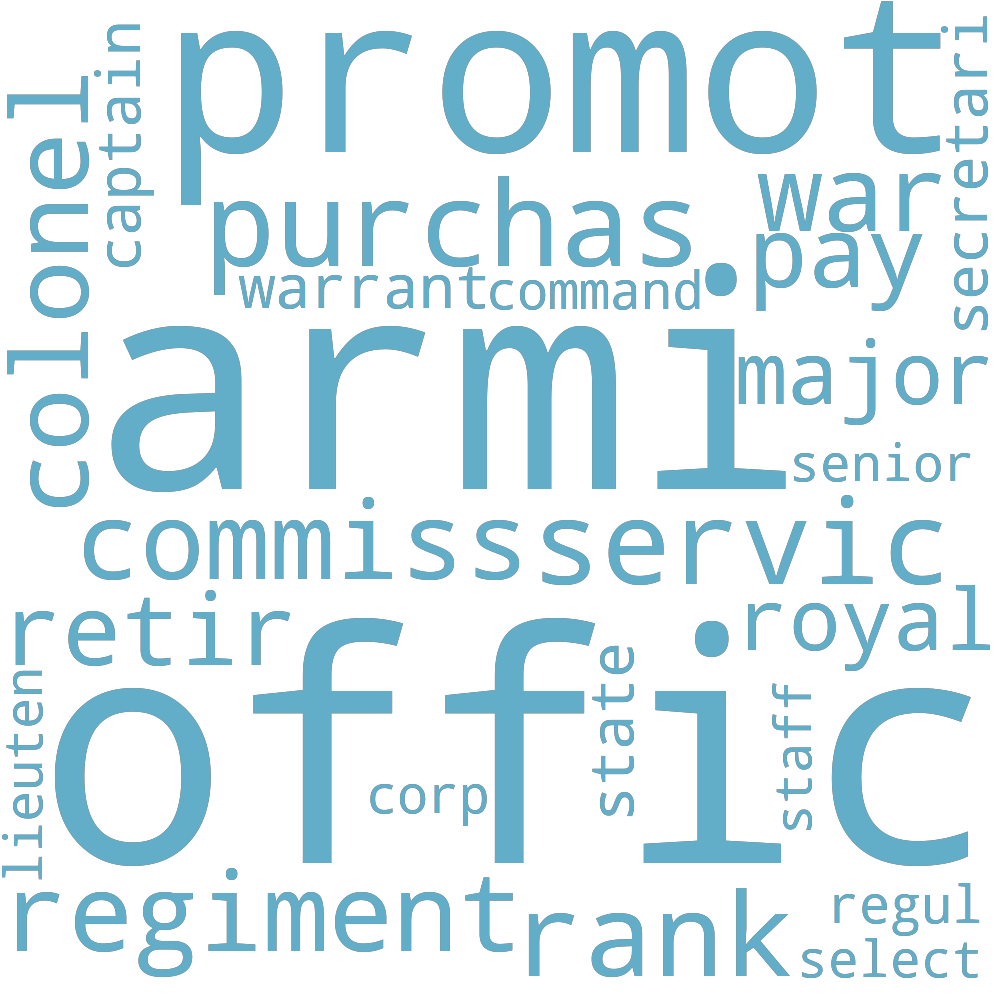 promot
secretari
captain
colonel
purchas
war
pay
warrant
command
armi
major
senior
commiss
servic
retir
royal
offic
lieuten
state
staff
corp
regiment
rank
regul
select